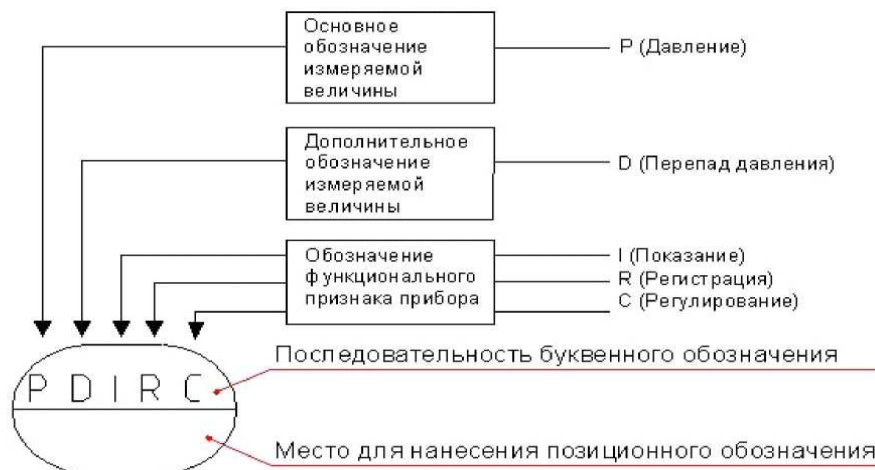 Основное
обозначение
измеряемой
величины
P (Давление)
Дополнительное
обозначение
измеряемой
величины
D (Перепад давления)
Обозначение
функционального
признака прибора
I (Показание)
R (Регистрация)
C (Регулирование)
Последовательность буквенного обозначения
P D I R C
Место для нанесения позиционного обозначения